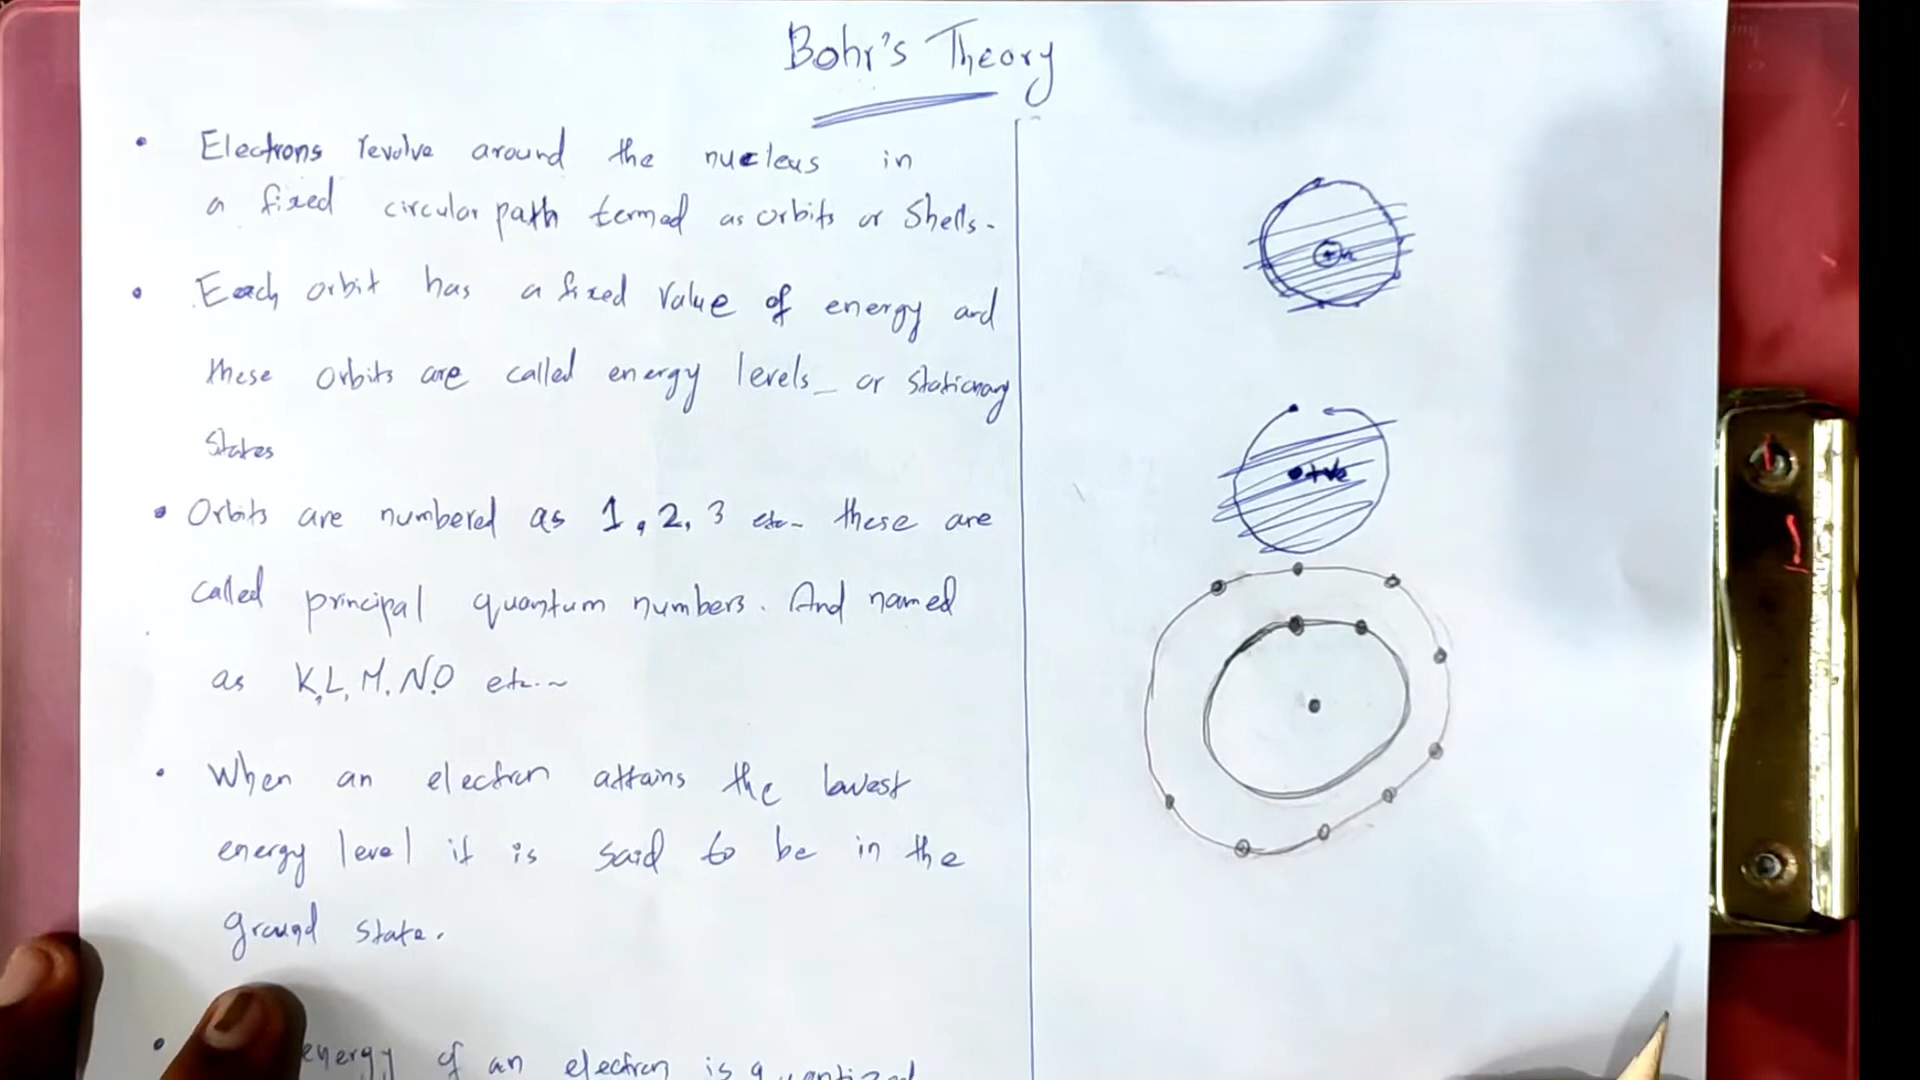 Bohr's Theory
• Electrons revolve around the nucleus in
a fixed circular path termed as orbits or Shells.
• Each orbit has a fixed value of energy and
these orbits are called energy levels or stationary
states
• Orbits are numbered as 1, 2, 3 etc these are
called principal quantum numbers. And named
as K, L, M, N, O etc...
• When an electron attains the lowest
energy level it is said to be in the
ground state.
• energy of an electron is quantized
+
+ve